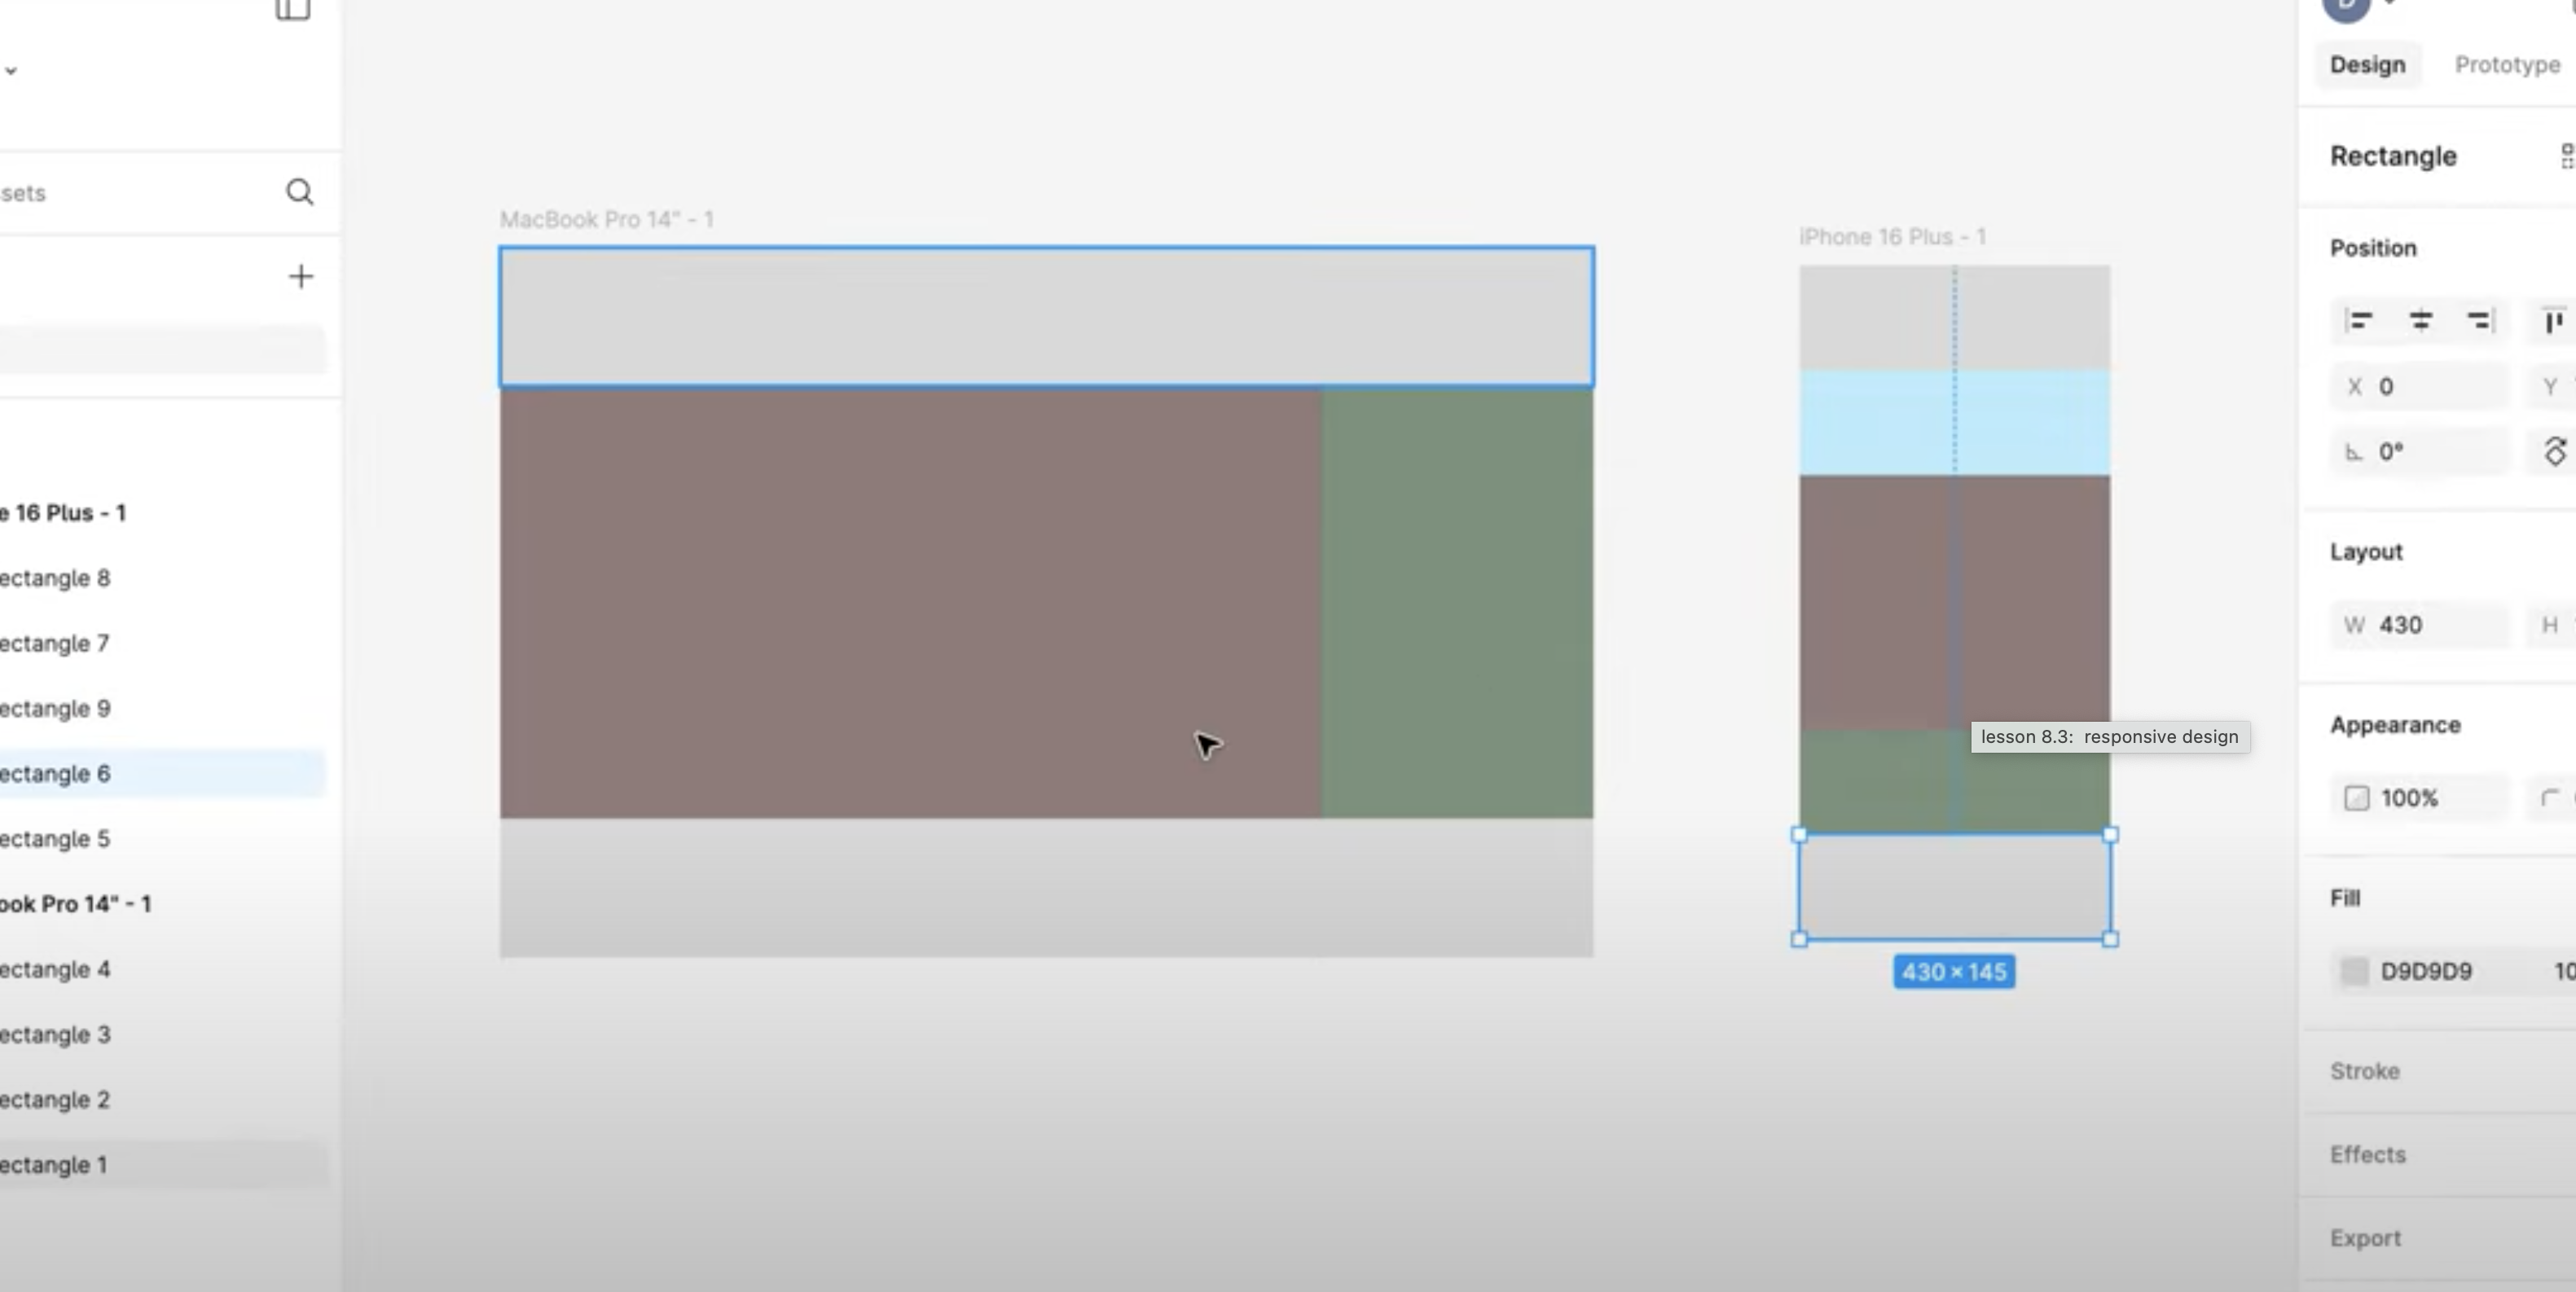 sets
e 16 Plus - 1
ectangle 8
ectangle 7
ectangle 9
ectangle 6
ectangle 5
ook Pro 14" - 1
ectangle 4
ectangle 3
ectangle 2
ectangle 1
MacBook Pro 14" - 1
iPhone 16 Plus - 1
lesson 8.3: responsive design
430 × 145
D
Design Prototype
Rectangle
Position
X 0 Y
0°
Layout
W 430 H
Appearance
100%
Fill
D9D9D9 10
Stroke
Effects
Export